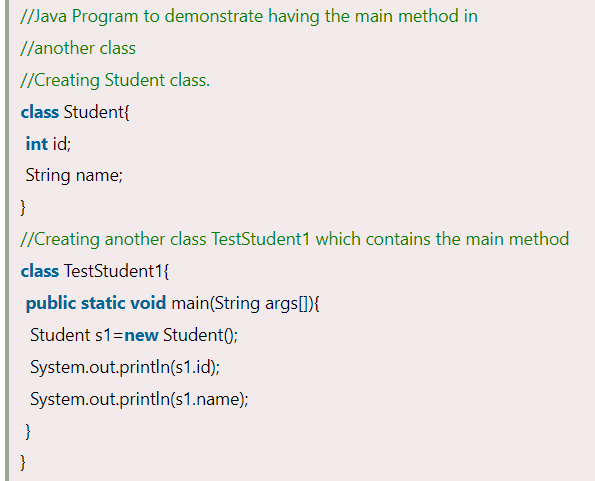 //Java Program to demonstrate having the main method in
//another class
//Creating Student class.
class Student{
 int id;
 String name;
}
//Creating another class TestStudent1 which contains the main method
class TestStudent1{
 public static void main(String args[]){
  Student s1=new Student();
  System.out.println(s1.id);
  System.out.println(s1.name);
 }
}